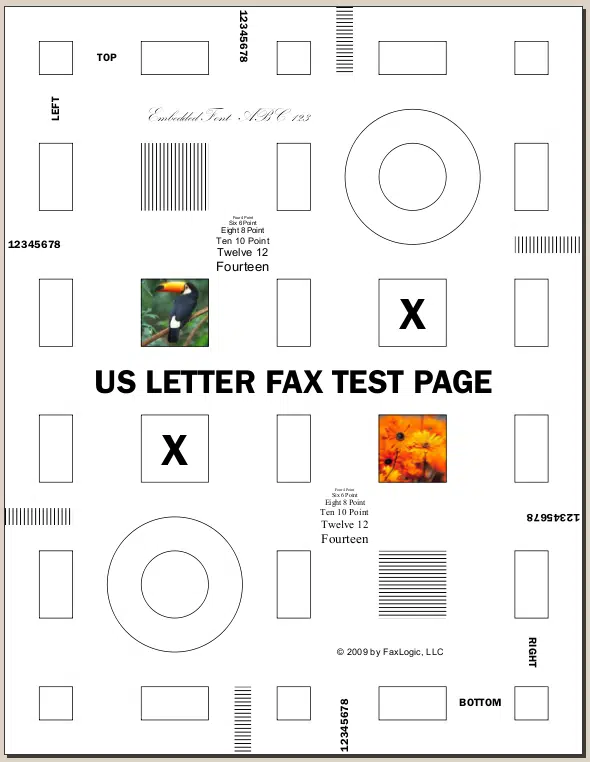 12345678
TOP
LEFT
Embedded Font ABC 123
Four 4 Point
Six 6 Point
Eight 8 Point
Ten 10 Point
Twelve 12
Fourteen
12345678
X
US LETTER FAX TEST PAGE
X
Four 4 Point
Six 6 Point
Eight 8 Point
Ten 10 Point
Twelve 12
Fourteen
12345678
© 2009 by FaxLogic, LLC
RIGHT
BOTTOM
12345678